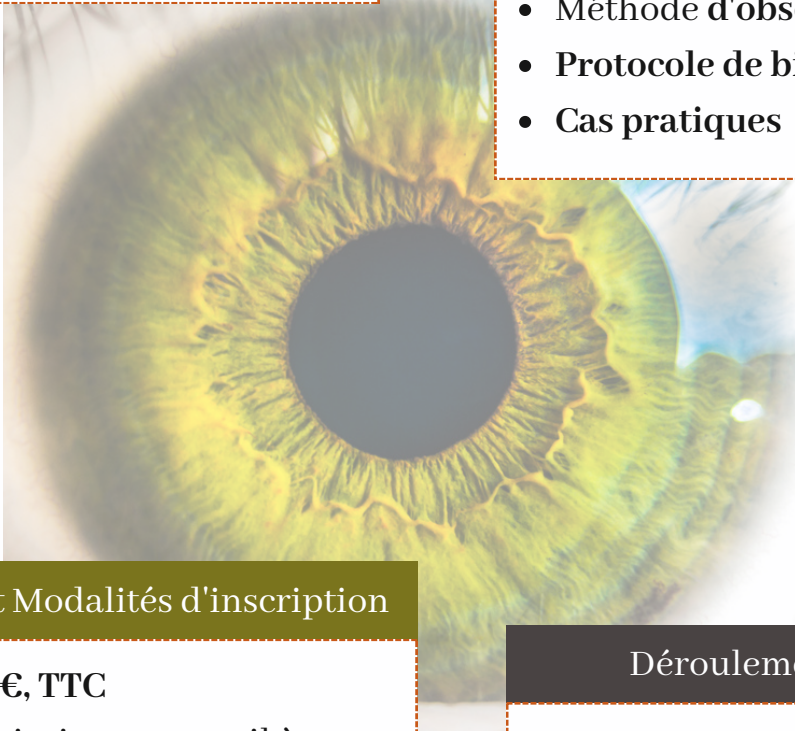 • Méthode d'obs
• Protocole de bi
• Cas pratiques
t Modalités d'inscription
€, TTC
Déroulem